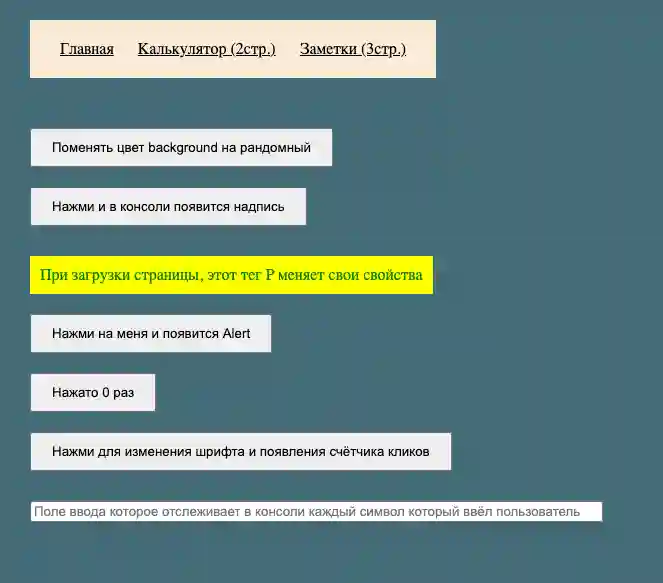 Главная Калькулятор (2стр.) Заметки (3стр.)
Поменять цвет background на рандомный
Нажми и в консоли появится надпись
При загрузки страницы, этот тег P меняет свои свойства
Нажми на меня и появится Alert
Нажато 0 раз
Нажми для изменения шрифта и появления счётчика кликов
Поле ввода которое отслеживает в консоли каждый символ который ввёл пользователь